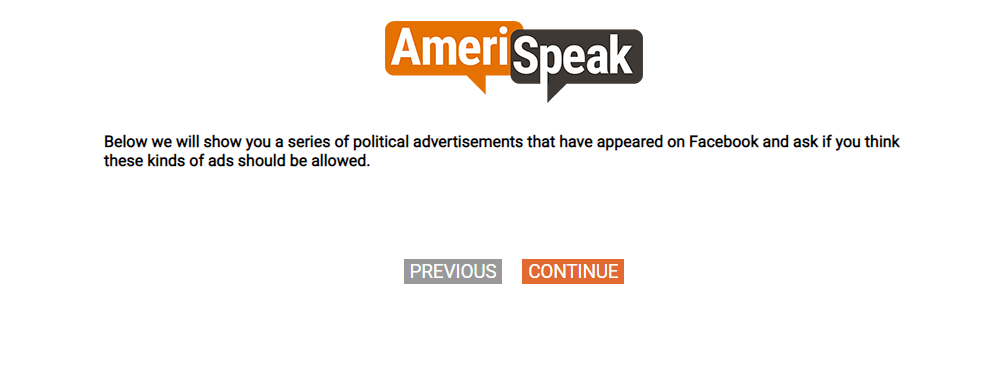 AmeriSpeak
Below we will show you a series of political advertisements that have appeared on Facebook and ask if you think
these kinds of ads should be allowed.
PREVIOUS CONTINUE